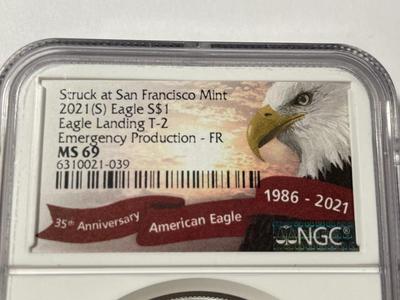 Struck at San Francisco Mint
2021(S) Eagle S$1
Eagle Landing T-2
Emergency Production - FR
MS 69
6310021-039
35th Anniversary American Eagle 1986 - 2021
NGC®